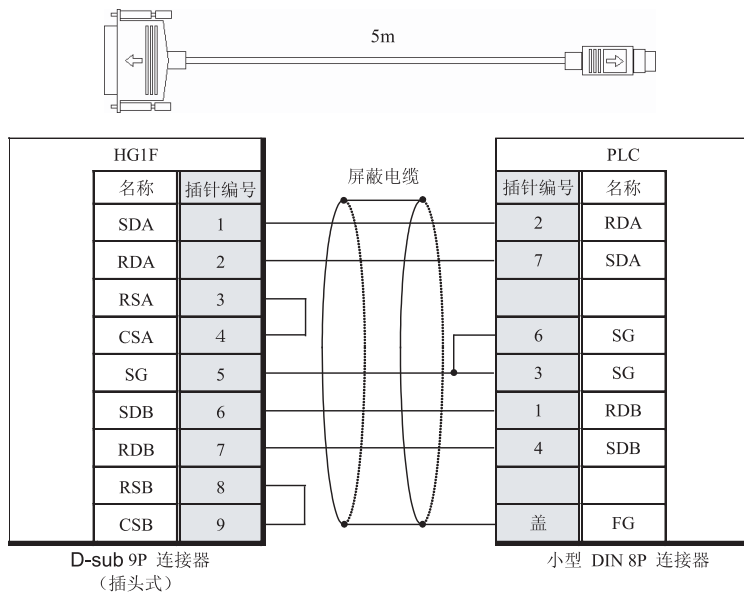 5m
HG1F
PLC
屏蔽电缆
名称 插针编号
插针编号 名称
SDA 1
2 RDA
RDA 2
7 SDA
RSA 3
CSA 4
6 SG
SG 5
3 SG
SDB 6
1 RDB
RDB 7
4 SDB
RSB 8
CSB 9
盖 FG
D-sub 9P 连接器
（插头式）
小型 DIN 8P 连接器